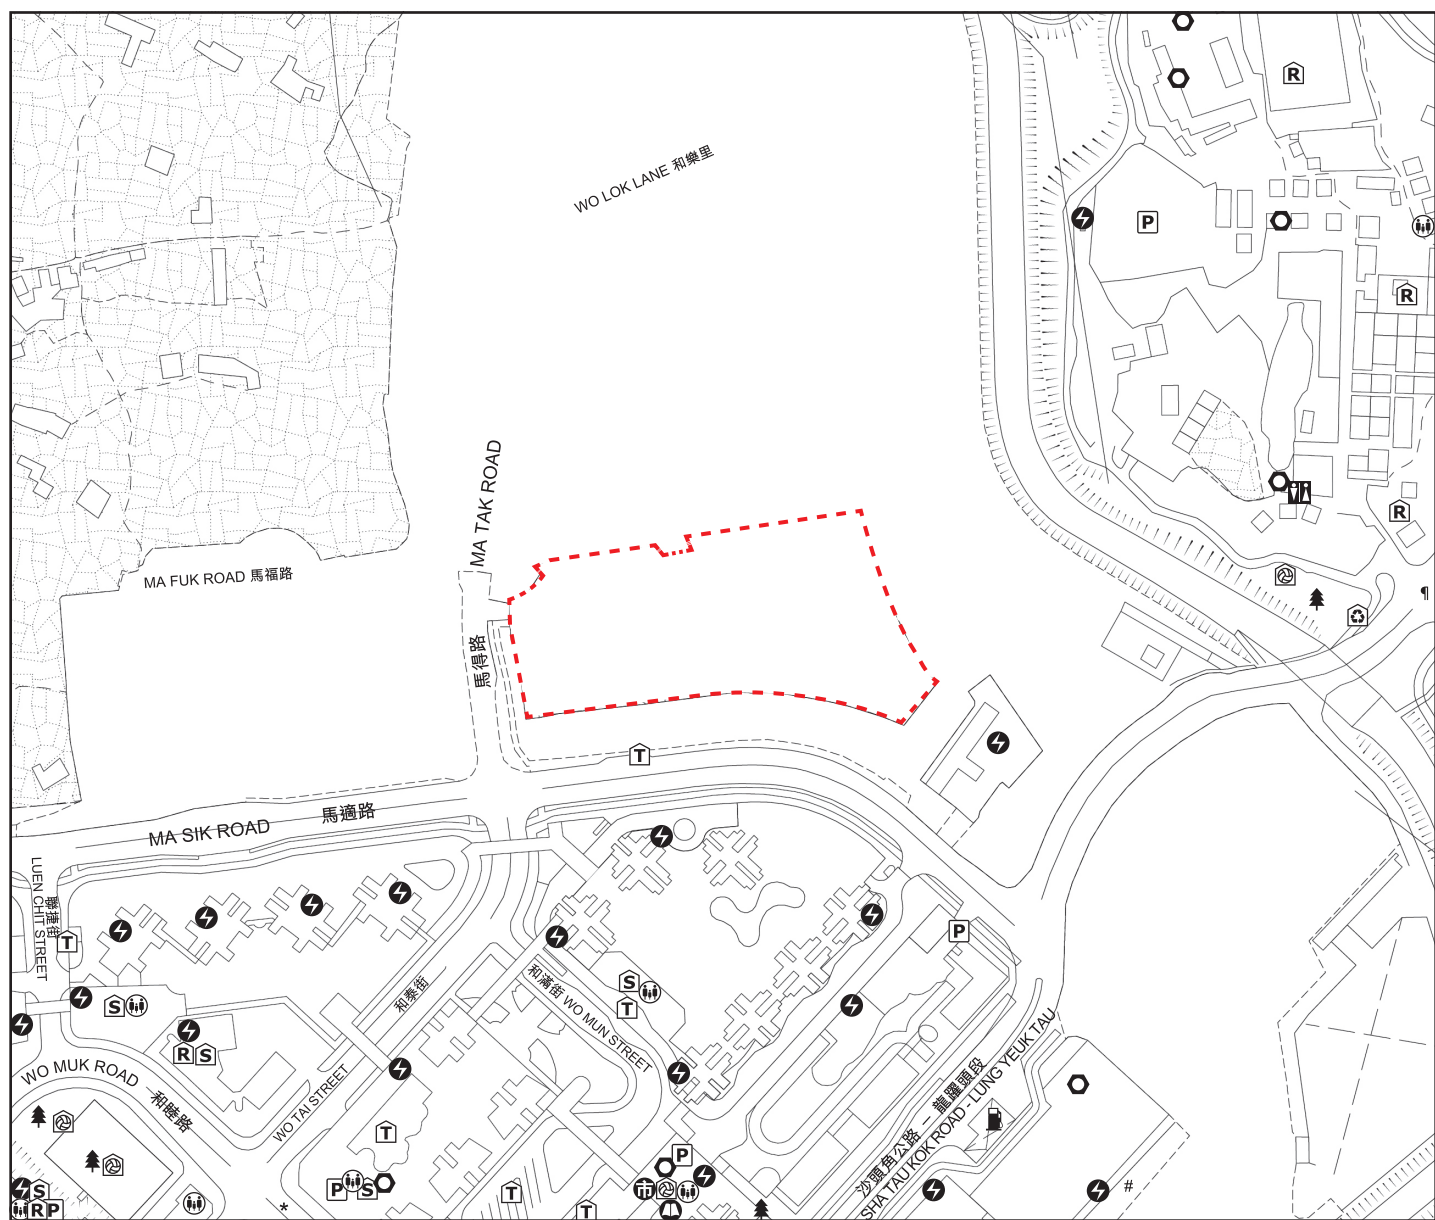 WO LOK LANE 和樂里
MA TAK ROAD
馬得路
MA FUK ROAD 馬福路
MA SIK ROAD
馬適路
LUEN CHIT STREET
聯捷街
和泰街
WO TAI STREET
和滿街 WO MUN STREET
WO MUK ROAD
和睦路
沙頭角公路 - 龍躍頭段
SHA TAU KOK ROAD - LUNG YEUK TAU
R
P
R
R
¶
T
P
T
S
S
T
R S
T
P
P
S
T
市
T
S
R P
*
#